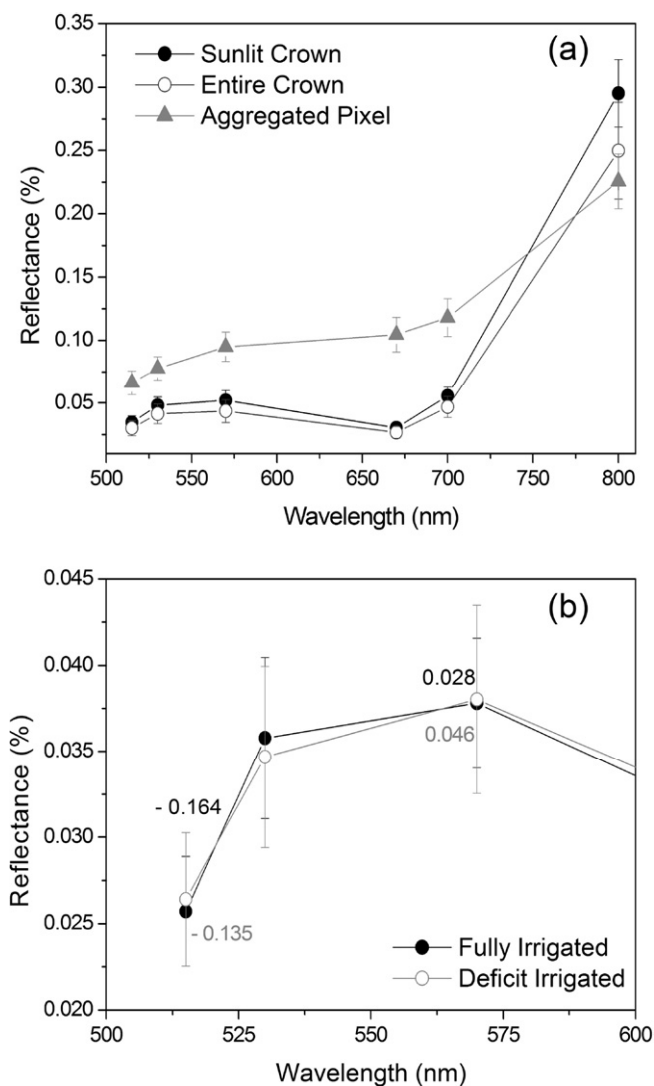 0.35
0.30
0.25
0.20
0.15
0.10
0.05
Reflectance (%)
(a)
Sunlit Crown
Entire Crown
Aggregated Pixel
500 550 600 650 700 750 800
Wavelength (nm)
0.045
0.040
0.035
0.030
0.025
0.020
Reflectance (%)
(b)
0.028
0.046
- 0.164
- 0.135
Fully Irrigated
Deficit Irrigated
500 525 550 575 600
Wavelength (nm)